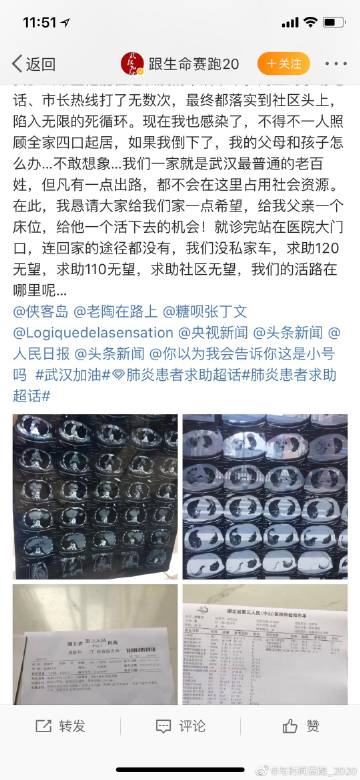 11:51
返回
跟生命赛跑20
+关注
话、市长热线打了无数次，最终都落实到社区头上，
陷入无限的死循环。现在我也感染了，不得不一人照
顾全家四口起居，如果我倒下了，我的父母和孩子怎
么办...不敢想象...我们一家就是武汉最普通的老百
姓，但凡有一点出路，都不会在这里占用社会资源。
在此，我恳请大家给我们家一点希望，给我父亲一个
床位，给他一个活下去的机会！就诊完站在医院大门
口，连回家的途径都没有，我们没私家车，求助120
无望，求助110无望，求助社区无望，我们的活路在
哪里呢...
@侠客岛 @老陶在路上 @糖呗张丁文
@Logiquedelasensation @央视新闻 @头条新闻 @
人民日报 @头条新闻 @你以为我会告诉你这是小号
吗 #武汉加油#肺炎患者求助超话#肺炎患者求助
超话#
转发
评论
赞